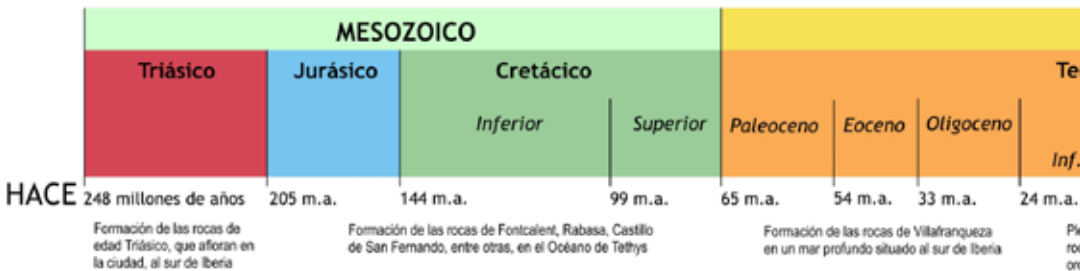 MESOZOICO
Triásico
Jurásico
Cretácico
Inferior
Superior
Paleoceno
Eoceno
Oligoceno
Inf.
HACE
248 millones de años
205 m.a.
144 m.a.
99 m.a.
65 m.a.
54 m.a.
33 m.a.
24 m.a.
Formación de las rocas de
edad Triásico, que afloran en
la ciudad, al sur de Iberia
Formación de las rocas de Fontcalent, Rabasa, Castillo
de San Fernando, entre otras, en el Océano de Tethys
Formación de las rocas de Villafranqueza
en un mar profundo situado al sur de Iberia